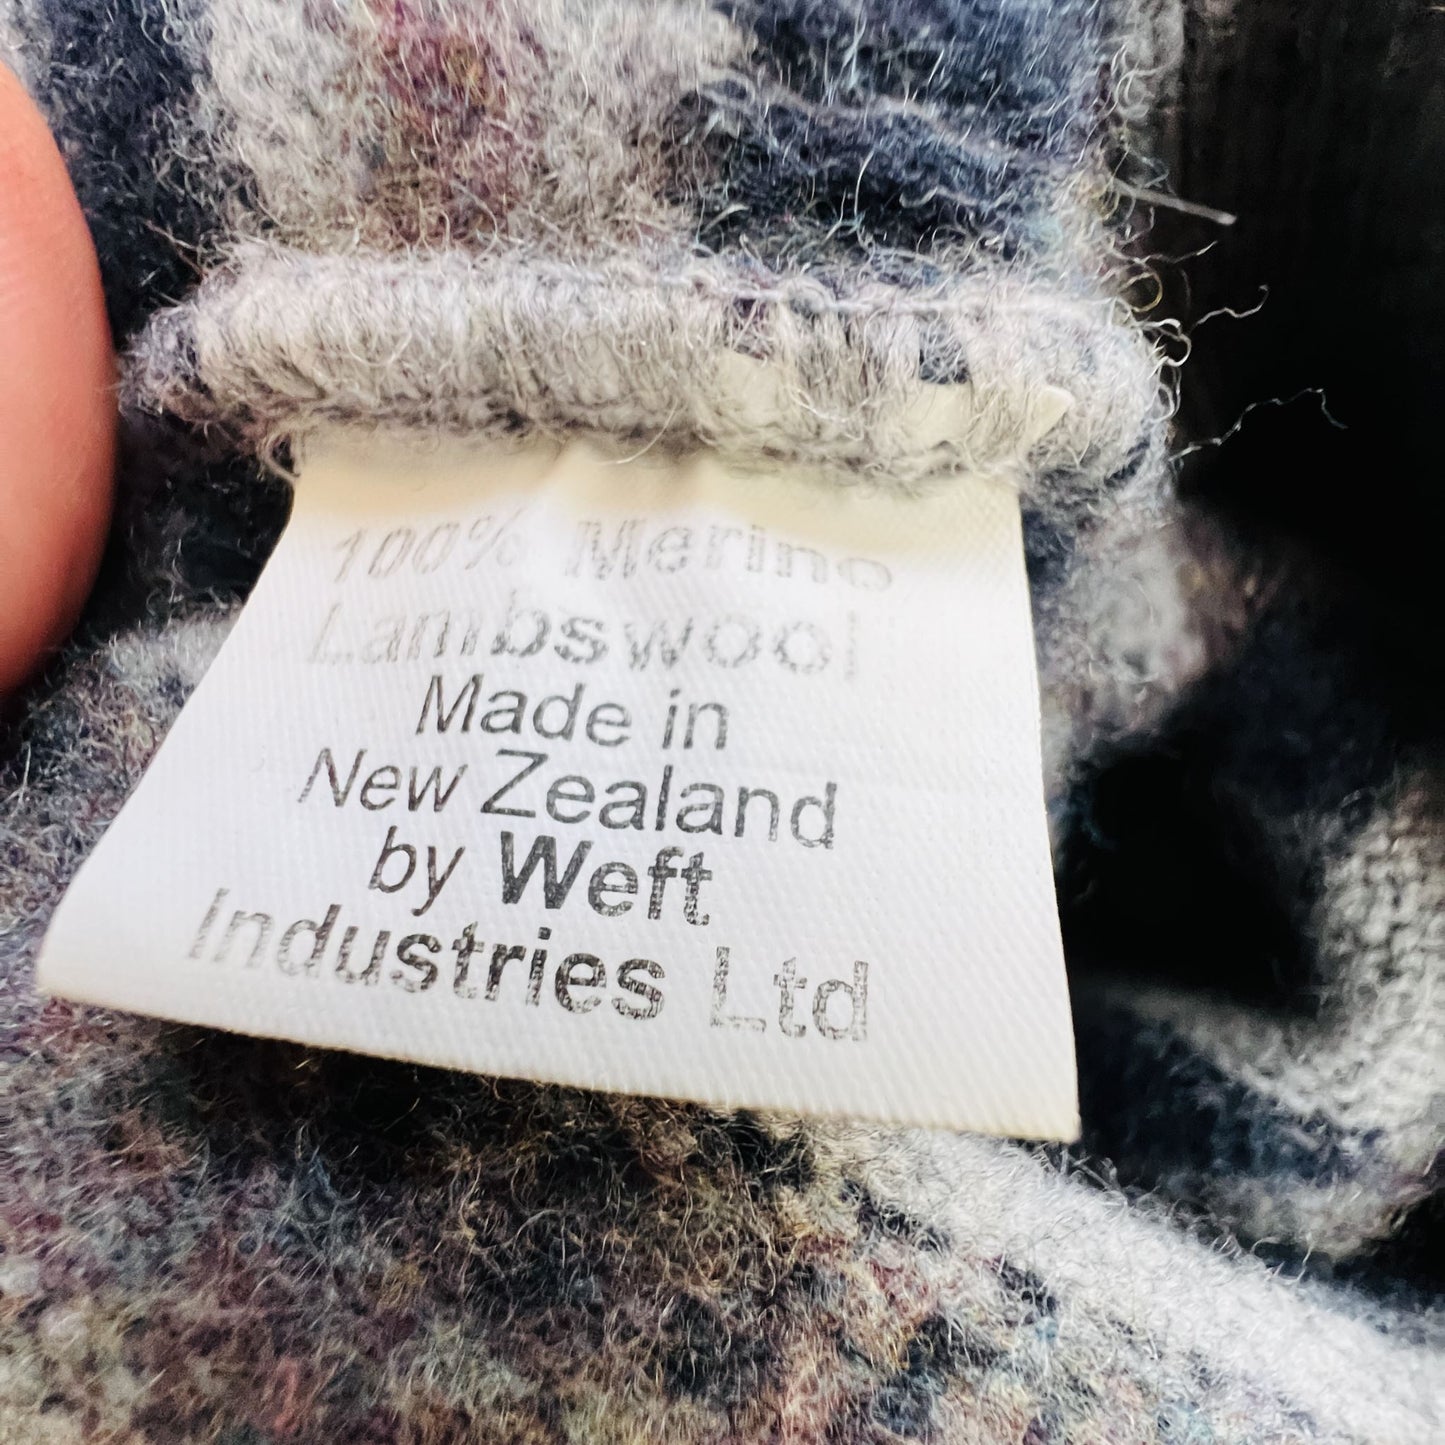 100% Merino
Lambswool
Made in
New Zealand
by Weft
Industries Ltd